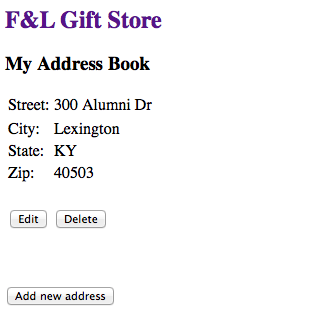 F&L Gift Store
My Address Book
Street: 300 Alumni Dr
City: Lexington
State: KY
Zip: 40503
Edit Delete
Add new address